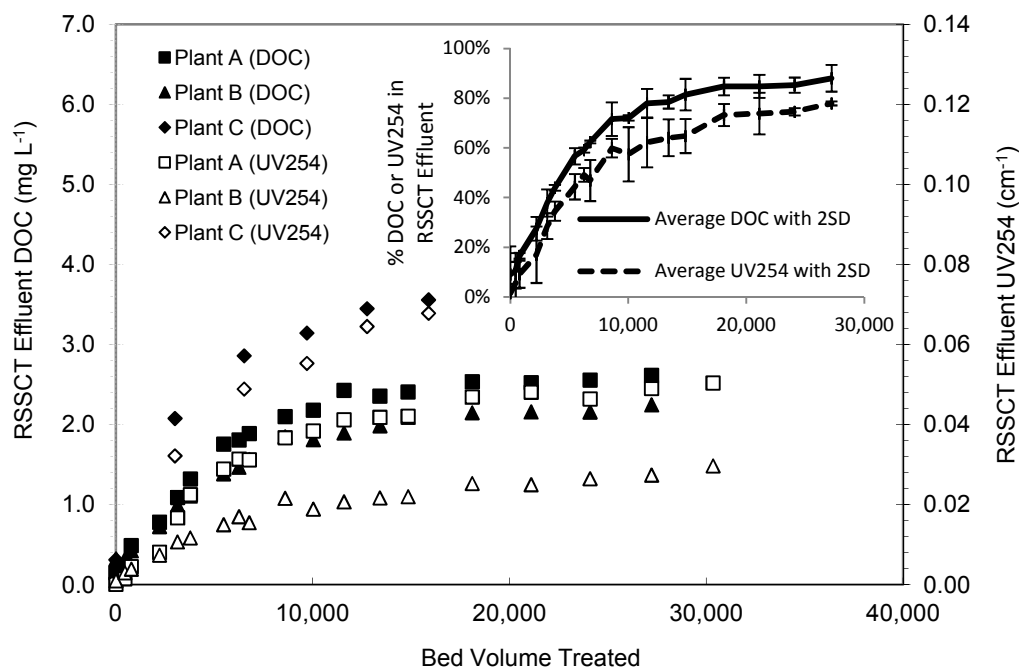 7.0
6.0
5.0
4.0
3.0
2.0
1.0
0.0
RSSCT Effluent DOC (mg L-1)
Plant A (DOC)
Plant B (DOC)
Plant C (DOC)
Plant A (UV254)
Plant B (UV254)
Plant C (UV254)
% DOC or UV254 in
RSSCT Effluent
100%
80%
60%
40%
20%
0%
Average DOC with 2SD
Average UV254 with 2SD
0
10,000
20,000
30,000
0.14
0.12
0.10
0.08
0.06
0.04
0.02
0.00
RSSCT Effluent UV254 (cm-1)
0
10,000
20,000
30,000
40,000
Bed Volume Treated